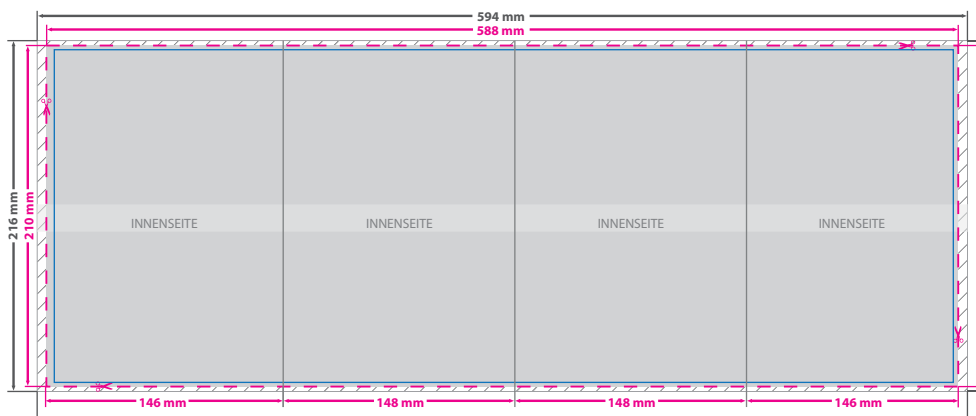 594 mm
588 mm
216 mm
210 mm
INNENSEITE
INNENSEITE
INNENSEITE
INNENSEITE
146 mm
148 mm
148 mm
146 mm